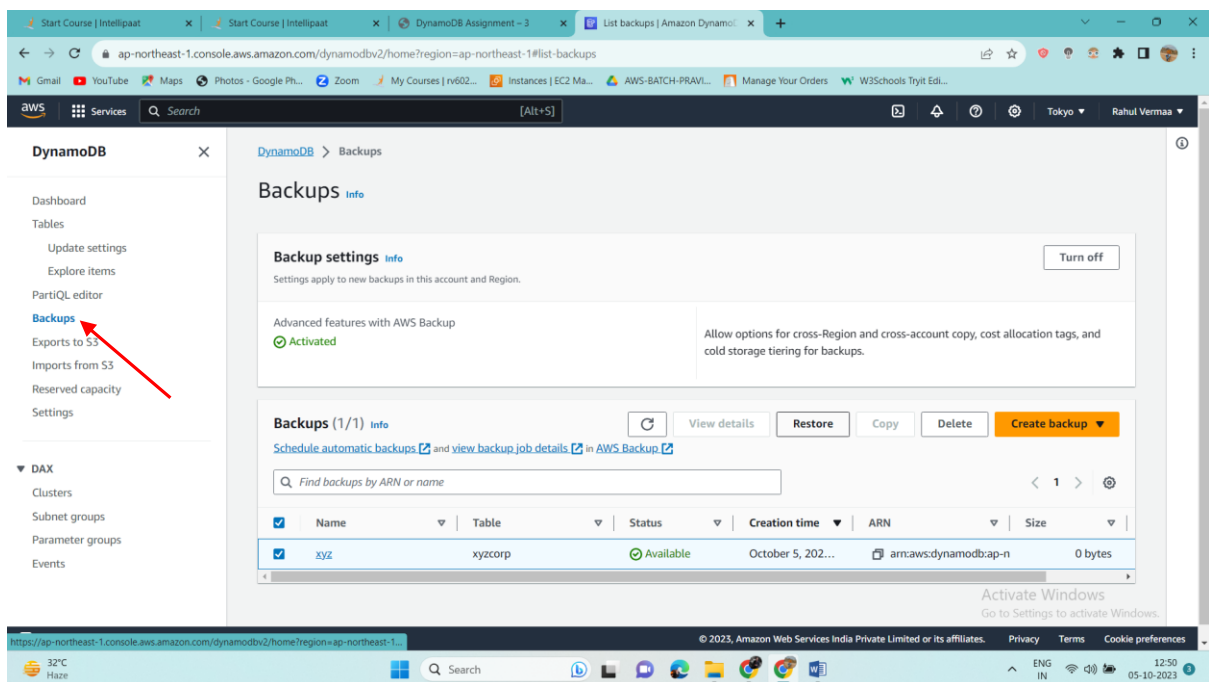 Start Course | Intellipaat
Start Course | Intellipaat
DynamoDB Assignment – 3
List backups | Amazon DynamoD
ap-northeast-1.console.aws.amazon.com/dynamodbv2/home?region=ap-northeast-1#list-backups
Gmail YouTube Maps Photos - Google Ph... Zoom My Courses | rv602... Instances | EC2 Ma... AWS-BATCH-PRAVI... Manage Your Orders W3Schools Tryit Edi...
aws Services Search [Alt+S] Tokyo Rahul Vermaa
DynamoDB
Dashboard
Tables
Update settings
Explore items
PartiQL editor
Backups
Exports to S3
Imports from S3
Reserved capacity
Settings
DAX
Clusters
Subnet groups
Parameter groups
Events
DynamoDB > Backups
Backups Info
Backup settings Info
Turn off
Settings apply to new backups in this account and Region.
Advanced features with AWS Backup
Activated
Allow options for cross-Region and cross-account copy, cost allocation tags, and
cold storage tiering for backups.
Backups (1/1) Info
View details Restore Copy Delete Create backup
Schedule automatic backups and view backup job details in AWS Backup
Find backups by ARN or name
1
Name Table Status Creation time ARN Size
xyz xyzcorp Available October 5, 202... arn:aws:dynamodb:ap-n 0 bytes
Activate Windows
Go to Settings to activate Windows.
https://ap-northeast-1.console.aws.amazon.com/dynamodbv2/home?region=ap-northeast-1...
© 2023, Amazon Web Services India Private Limited or its affiliates. Privacy Terms Cookie preferences
32°C
Haze
Search
ENG
IN
12:50
05-10-2023
3